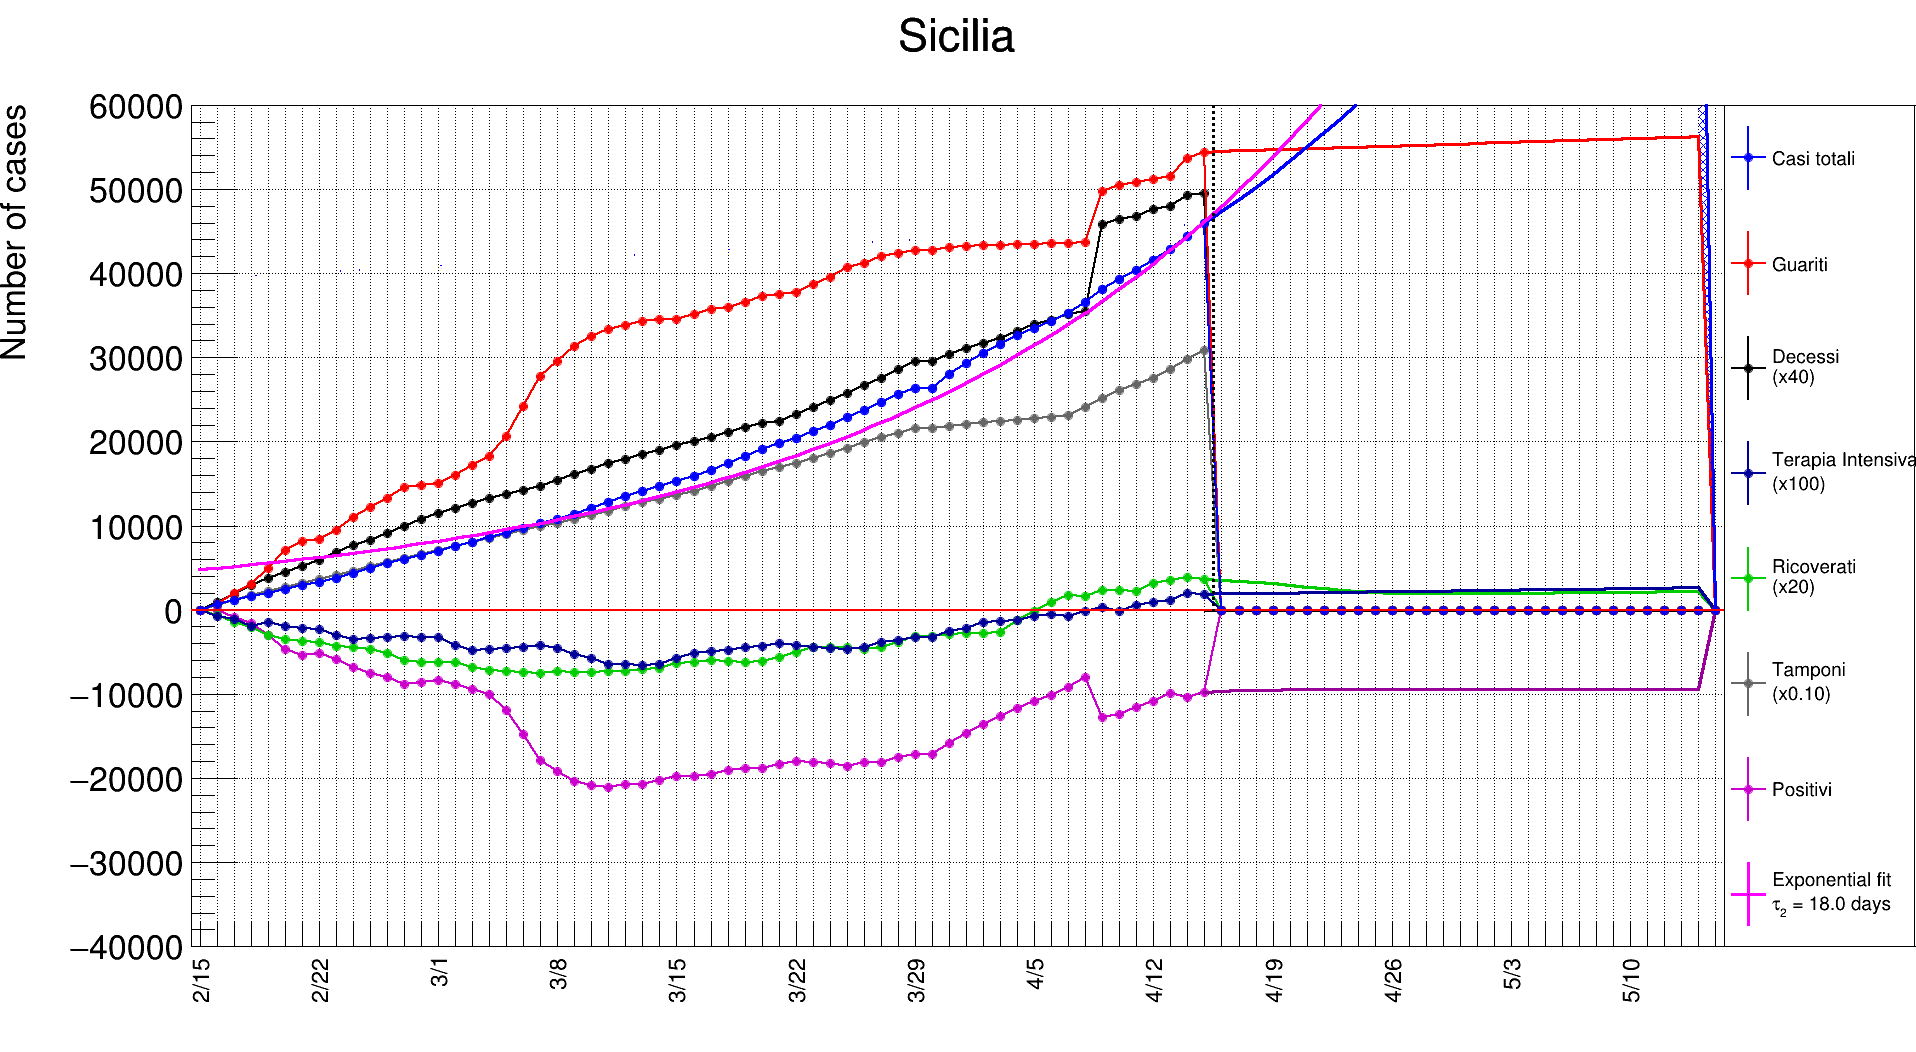 Sicilia
Number of cases
60000
50000
40000
30000
20000
10000
0
−10000
−20000
−30000
−40000
2/15
2/22
3/1
3/8
3/15
3/22
3/29
4/5
4/12
4/19
4/26
5/3
5/10
Casi totali
Guariti
Decessi
(x40)
Terapia Intensiva
(x100)
Ricoverati
(x20)
Tamponi
(x0.10)
Positivi
Exponential fit
τ2 = 18.0 days